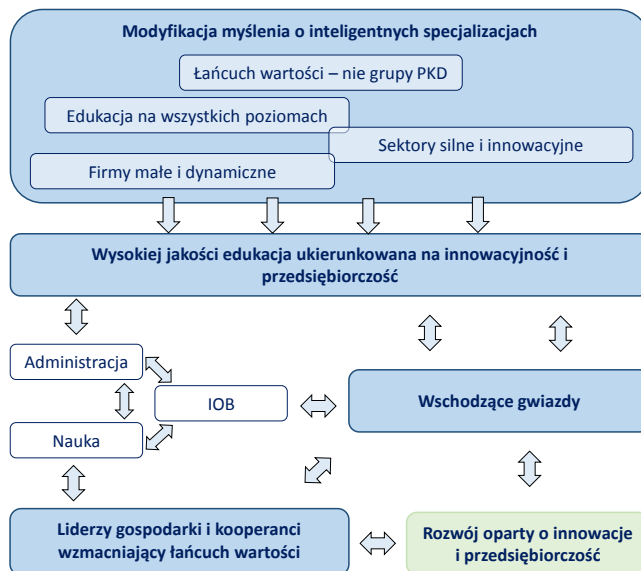 Modyfikacja myślenia o inteligentnych specjalizacjach
Łańcuch wartości – nie grupy PKD
Edukacja na wszystkich poziomach
Sektory silne i innowacyjne
Firmy małe i dynamiczne
Wysokiej jakości edukacja ukierunkowana na innowacyjność i
przedsiębiorczość
Administracja
IOB
Wschodzące gwiazdy
Nauka
Liderzy gospodarki i kooperanci
wzmacniający łańcuch wartości
Rozwój oparty o innowacje
i przedsiębiorczość